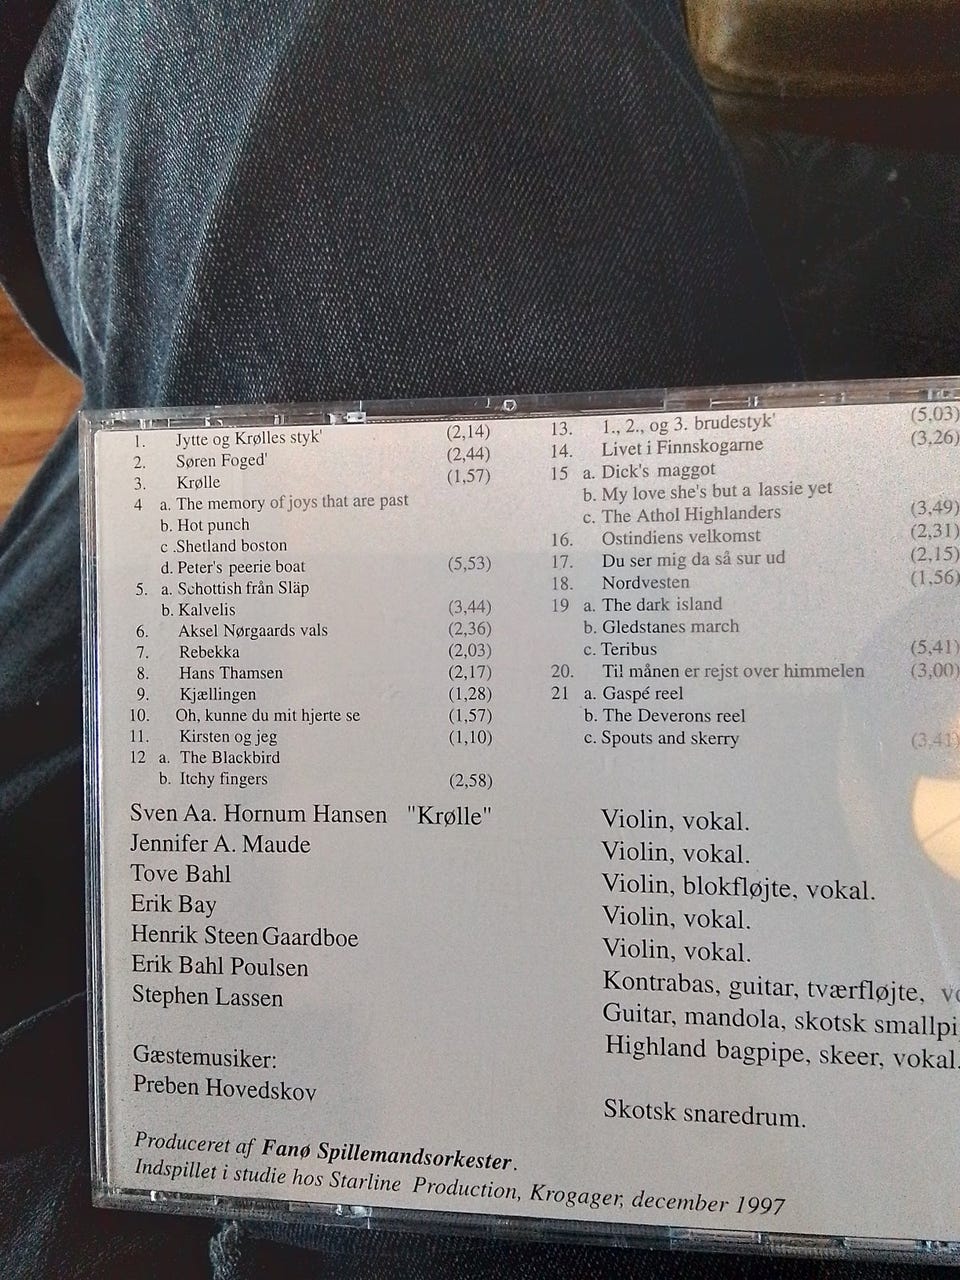 1. Jytte og Krølles styk' (2,14)
2. Søren Foged' (2,44)
3. Krølle (1,57)
4 a. The memory of joys that are past
b. Hot punch
c .Shetland boston
d. Peter's peerie boat (5,53)
5. a. Schottish från Släp
b. Kalvelis (3,44)
6. Aksel Nørgaards vals (2,36)
7. Rebekka (2,03)
8. Hans Thamsen (2,17)
9. Kjællingen (1,28)
10. Oh, kunne du mit hjerte se (1,57)
11. Kirsten og jeg (1,10)
12 a. The Blackbird
b. Itchy fingers (2,58)
13. 1., 2., og 3. brudestyk' (5,03)
14. Livet i Finnskogarne (3,26)
15 a. Dick's maggot
b. My love she's but a lassie yet
c. The Athol Highlanders (3,49)
16. Ostindiens velkomst (2,31)
17. Du ser mig da så sur ud (2,15)
18. Nordvesten (1,56)
19 a. The dark island
b. Gledstanes march
c. Teribus (5,41)
20. Til månen er rejst over himmelen (3,00)
21 a. Gaspé reel
b. The Deverons reel
c. Spouts and skerry (3,41)
Sven Aa. Hornum Hansen "Krølle" Violin, vokal.
Jennifer A. Maude Violin, vokal.
Tove Bahl Violin, blokfløjte, vokal.
Erik Bay Violin, vokal.
Henrik Steen Gaardboe Violin, vokal.
Erik Bahl Poulsen Kontrabas, guitar, tværfløjte,
Stephen Lassen Guitar, mandola, skotsk smallpi
Highland bagpipe, skeer, vokal.
Gæstemusiker:
Preben Hovedskov Skotsk snaredrum.
Produceret af Fanø Spillemandsorkester.
Indspillet i studie hos Starline Production, Krogager, december 1997